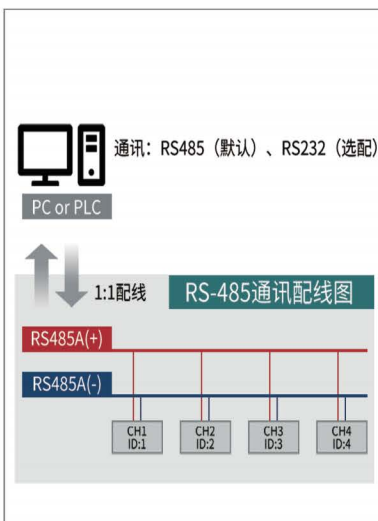 通讯：RS485（默认）、RS232（选配）
PC or PLC
1:1配线
RS-485通讯配线图
RS485A(+)
RS485A(-)
CH1
ID:1
CH2
ID:2
CH3
ID:3
CH4
ID:4